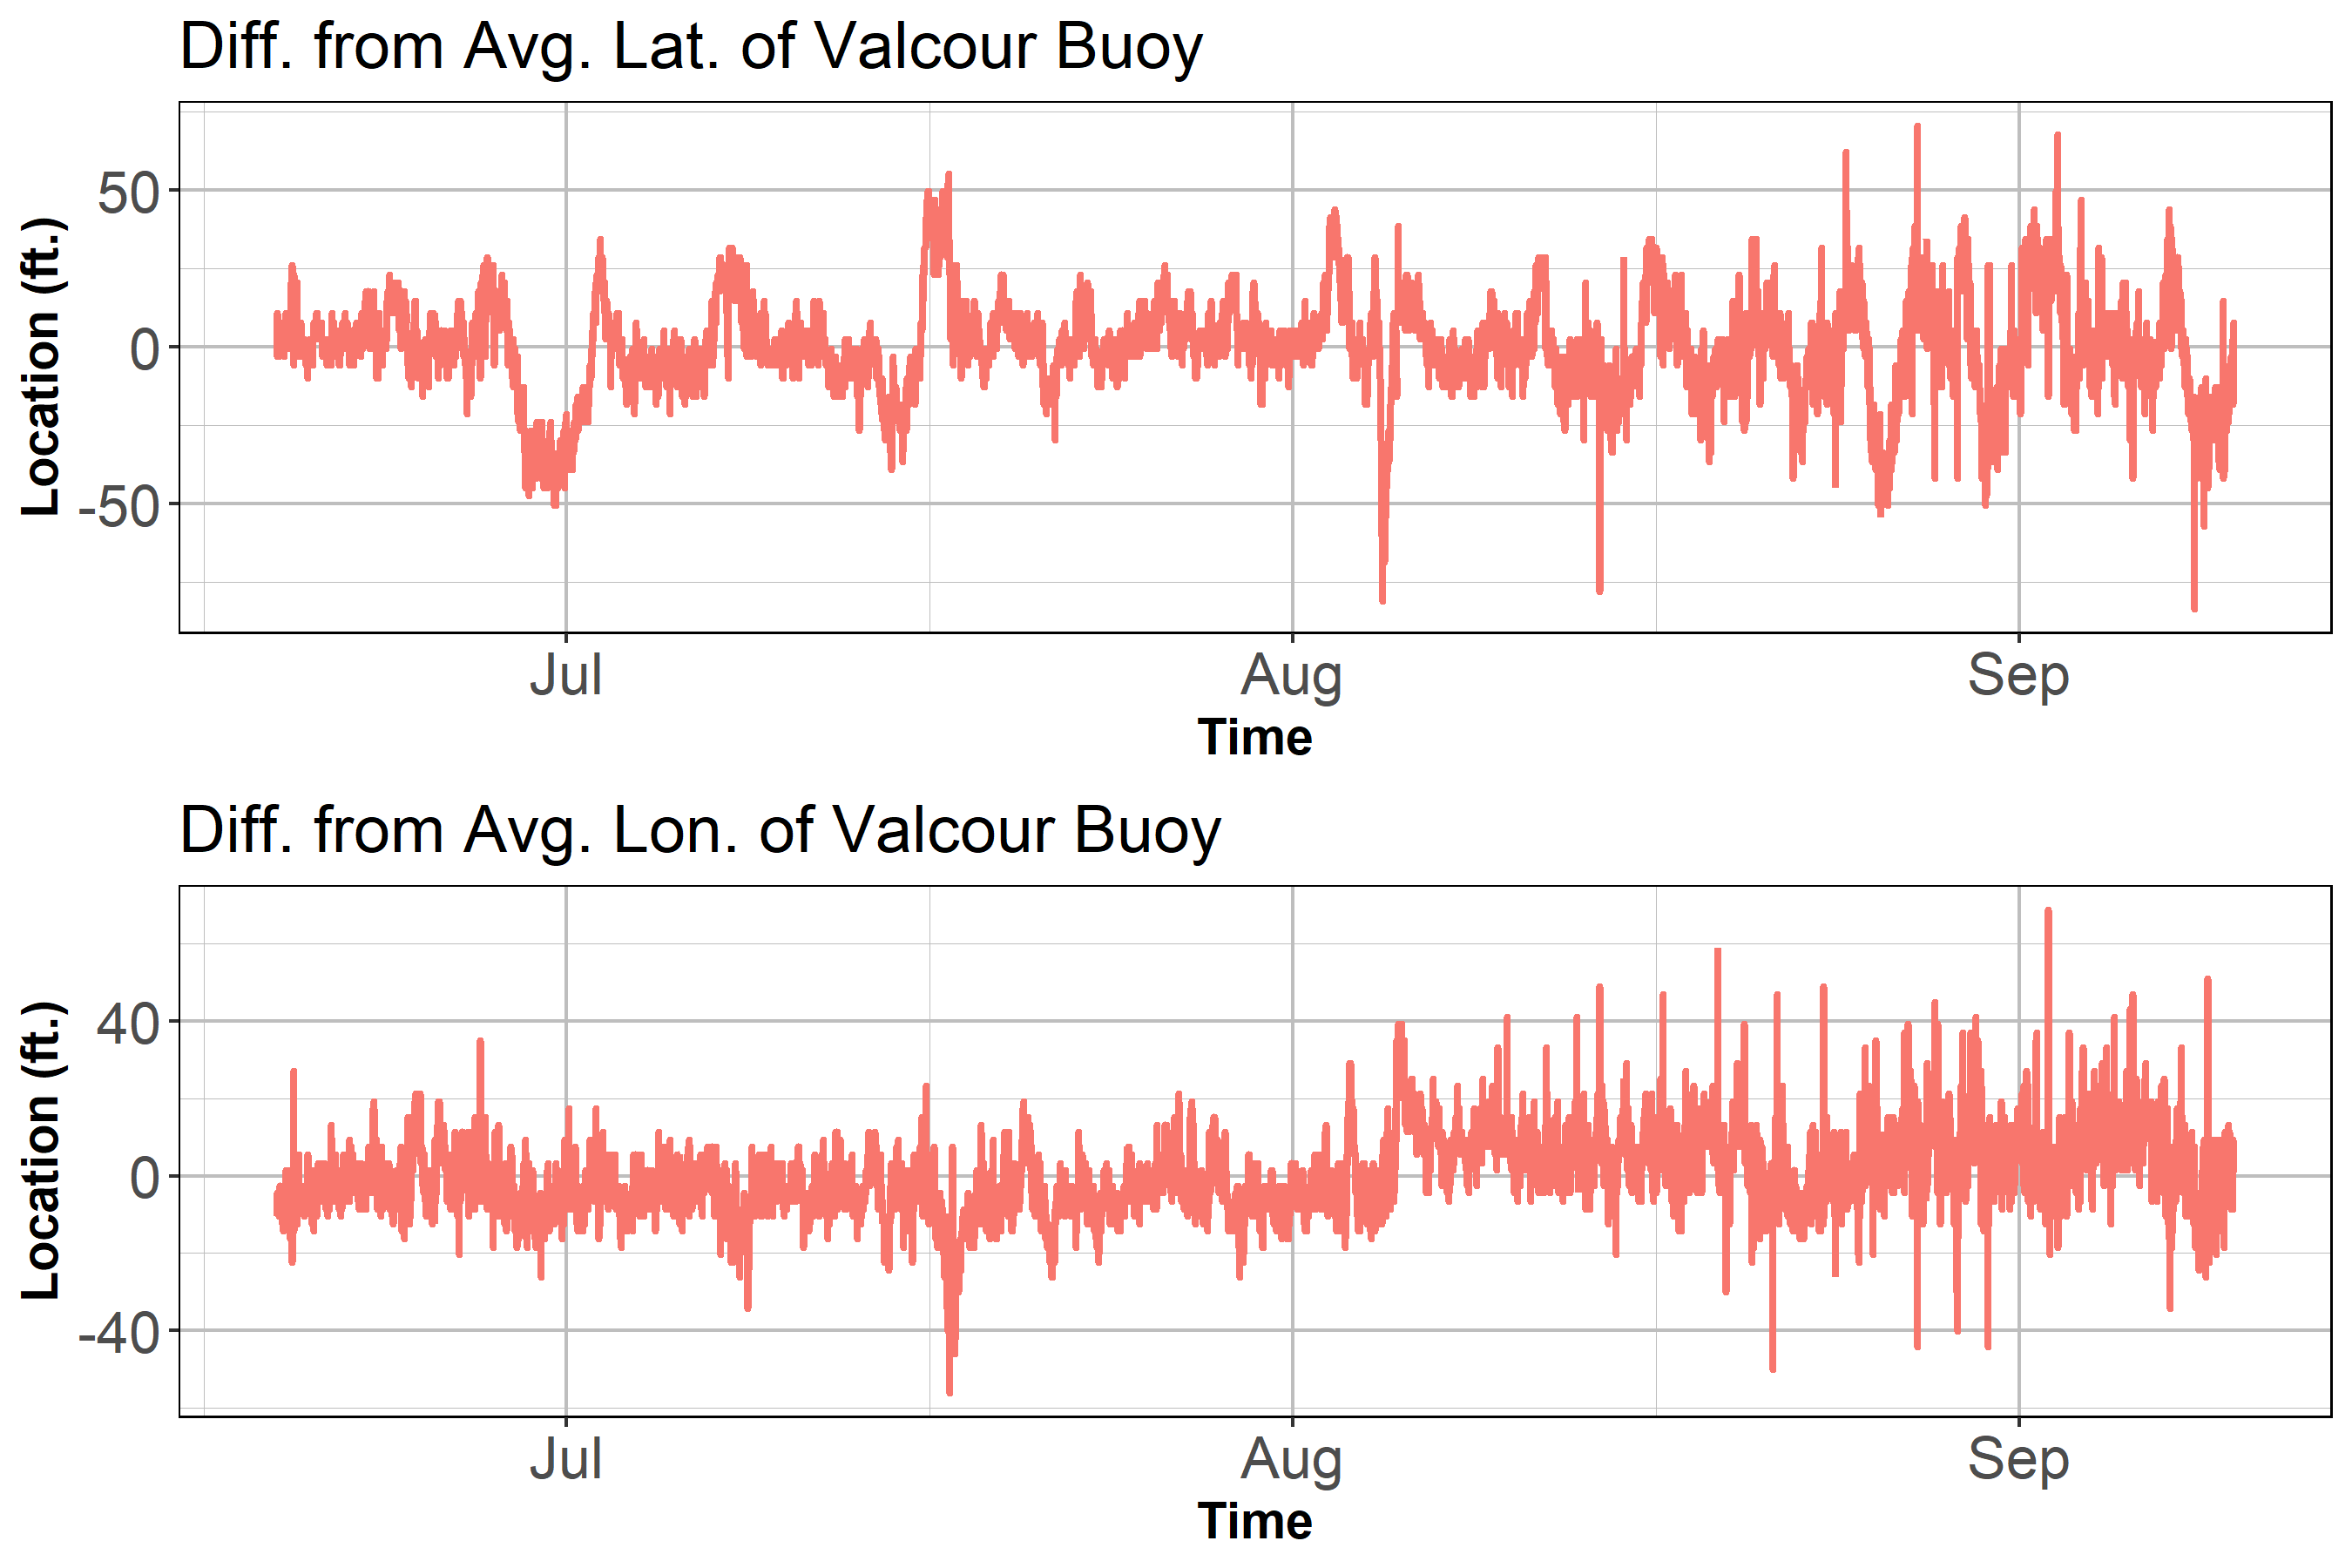 Diff. from Avg. Lat. of Valcour Buoy
Location (ft.)
50
0
-50
Jul
Aug
Sep
Time
Diff. from Avg. Lon. of Valcour Buoy
Location (ft.)
40
0
-40
Jul
Aug
Sep
Time